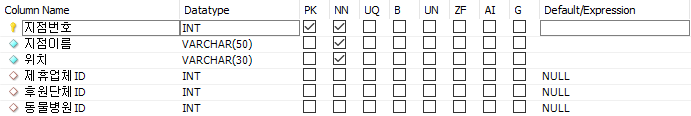 Column Name Datatype PK NN UQ B UN ZF AI G Default/Expression
지점번호 INT
지점이름 VARCHAR(50)
위치 VARCHAR(30)
제휴업체ID INT NULL
후원단체ID INT NULL
동물병원ID INT NULL